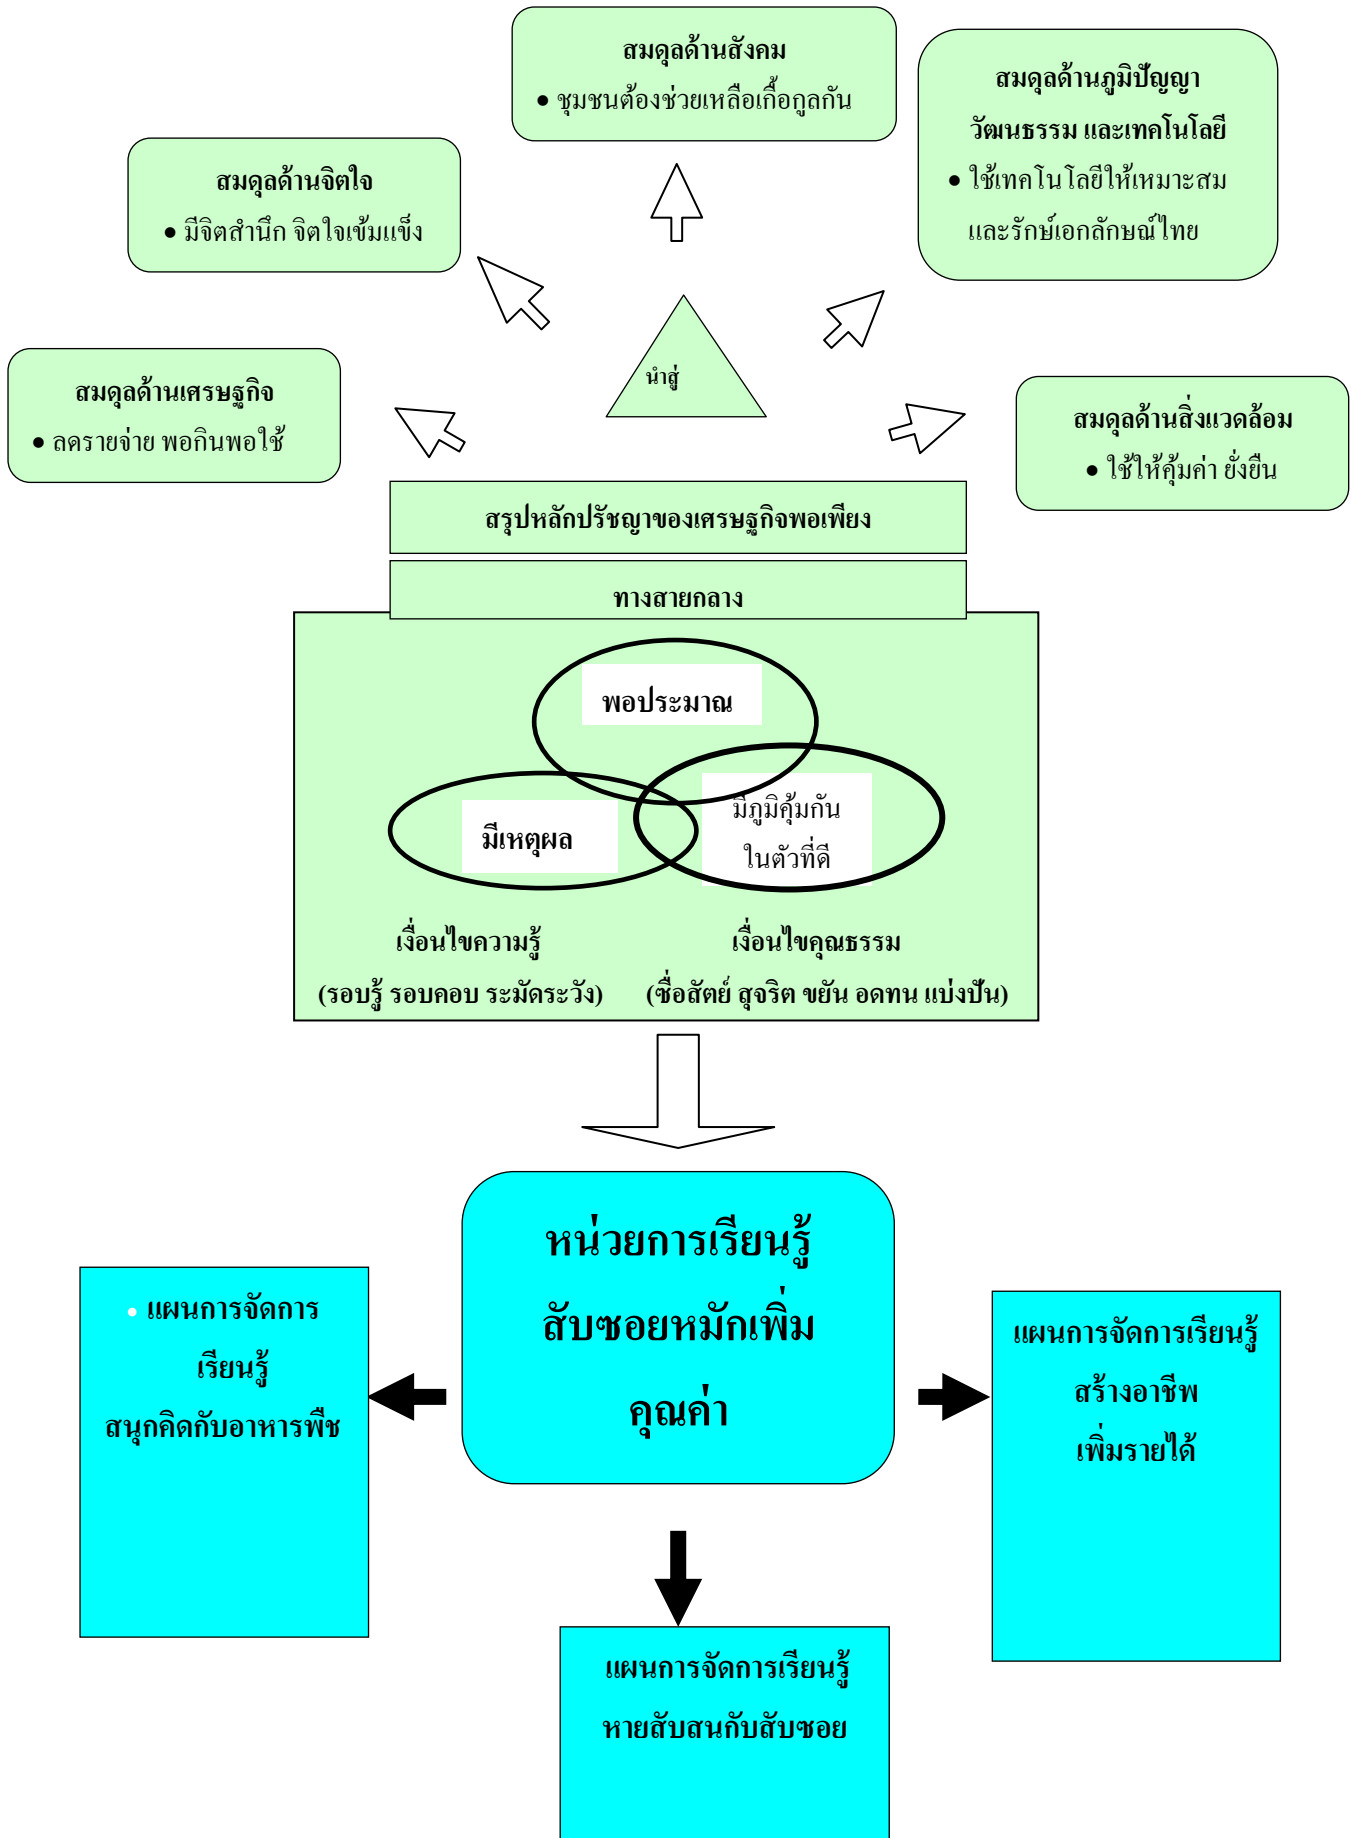 สมดุลด้านสังคม
• ชุมชนต้องช่วยเหลือเกื้อกูลกัน
สมดุลด้านภูมิปัญญา
วัฒนธรรม และเทคโนโลยี
• ใช้เทคโนโลยีให้เหมาะสม
และรักษ์เอกลักษณ์ไทย
สมดุลด้านจิตใจ
• มีจิตสำนึก จิตใจเข้มแข็ง
นำสู่
สมดุลด้านเศรษฐกิจ
• ลดรายจ่าย พอกินพอใช้
สมดุลด้านสิ่งแวดล้อม
• ใช้ให้คุ้มค่า ยั่งยืน
สรุปหลักปรัชญาของเศรษฐกิจพอเพียง
ทางสายกลาง
พอประมาณ
มีเหตุผล
มีภูมิคุ้มกัน
ในตัวที่ดี
เงื่อนไขความรู้
(รอบรู้ รอบคอบ ระมัดระวัง)
เงื่อนไขคุณธรรม
(ซื่อสัตย์ สุจริต ขยัน อดทน แบ่งปัน)
หน่วยการเรียนรู้
สับซอยหมักเพิ่ม
คุณค่า
• แผนการจัดการ
เรียนรู้
สนุกคิดกับอาหารพืช
แผนการจัดการเรียนรู้
สร้างอาชีพ
เพิ่มรายได้
แผนการจัดการเรียนรู้
หายสับสนกับสับซอย